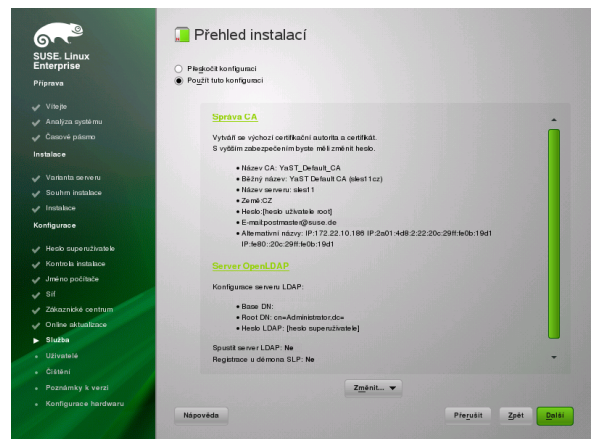 SUSE. Linux
Enterprise
Příprava
Vítejte
Analýza systému
Časové pásmo
Instalace
Varianta serveru
Souhrn instalace
Instalace
Konfigurace
Heslo superuživatele
Kontrola instalace
Jméno počítače
Síť
Zákaznické centrum
Online aktualizace
Služba
Uživatelé
Čištění
Poznámky k verzi
Konfigurace hardwaru
Přehled instalací
Přeskočit konfiguraci
Použít tuto konfiguraci
Správa CA
Vytváří se výchozí certifikační autorita a certifikát.
S vyšším zabezpečením byste měli změnit heslo.
• Název CA: YaST_Default_CA
• Běžný název: YaST Default CA (sles11cz)
• Název serveru: sles11
• Země:CZ
• Heslo:[heslo uživatele root]
• E-mail:postmaster@suse.de
• Alternativní názvy: IP:172.22.10.186 IP:2a01:4d8:2:22:20c:29ff:fe0b:19d1
IP:fe80::20c:29ff:fe0b:19d1
Server OpenLDAP
Konfigurace serveru LDAP:
• Base DN:
• Root DN: cn=Administrator,dc=
• Heslo LDAP: [heslo superuživatele]
Spustit server LDAP: Ne
Registrace u démona SLP: Ne
Změnit...
Nápověda
Přerušit
Zpět
Další